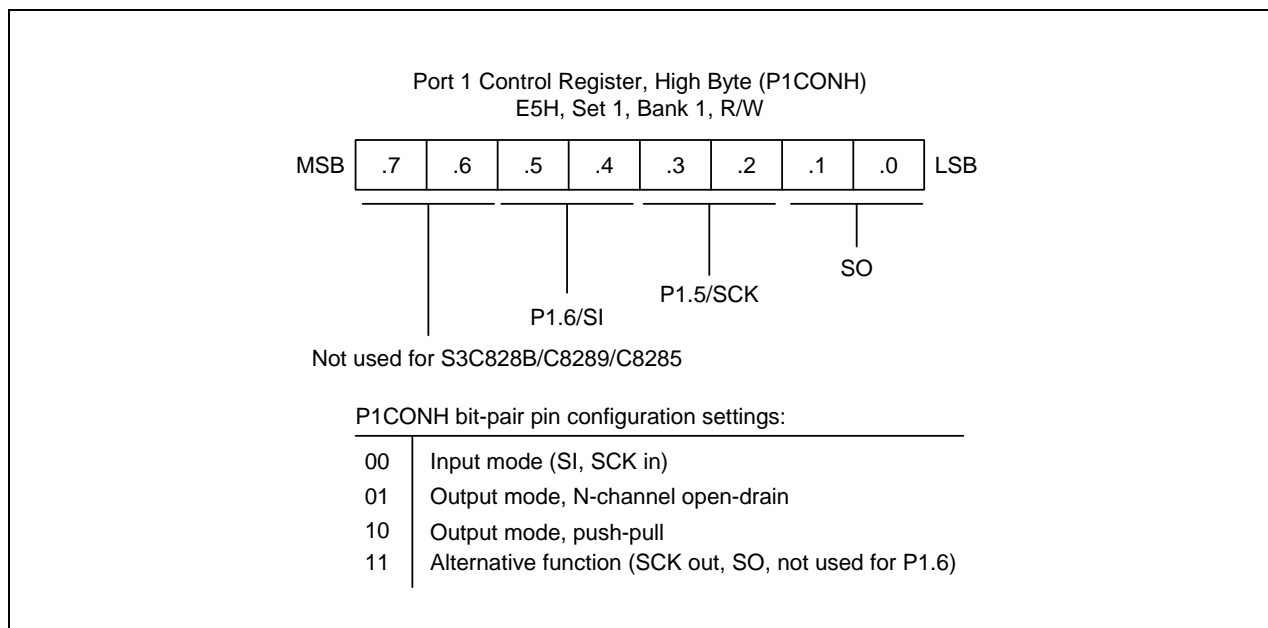 Port 1 Control Register, High Byte (P1CONH)
E5H, Set 1, Bank 1, R/W
MSB .7 .6 .5 .4 .3 .2 .1 .0 LSB
SO
P1.5/SCK
P1.6/SI
Not used for S3C828B/C8289/C8285
P1CONH bit-pair pin configuration settings:
00 Input mode (SI, SCK in)
01 Output mode, N-channel open-drain
10 Output mode, push-pull
11 Alternative function (SCK out, SO, not used for P1.6)